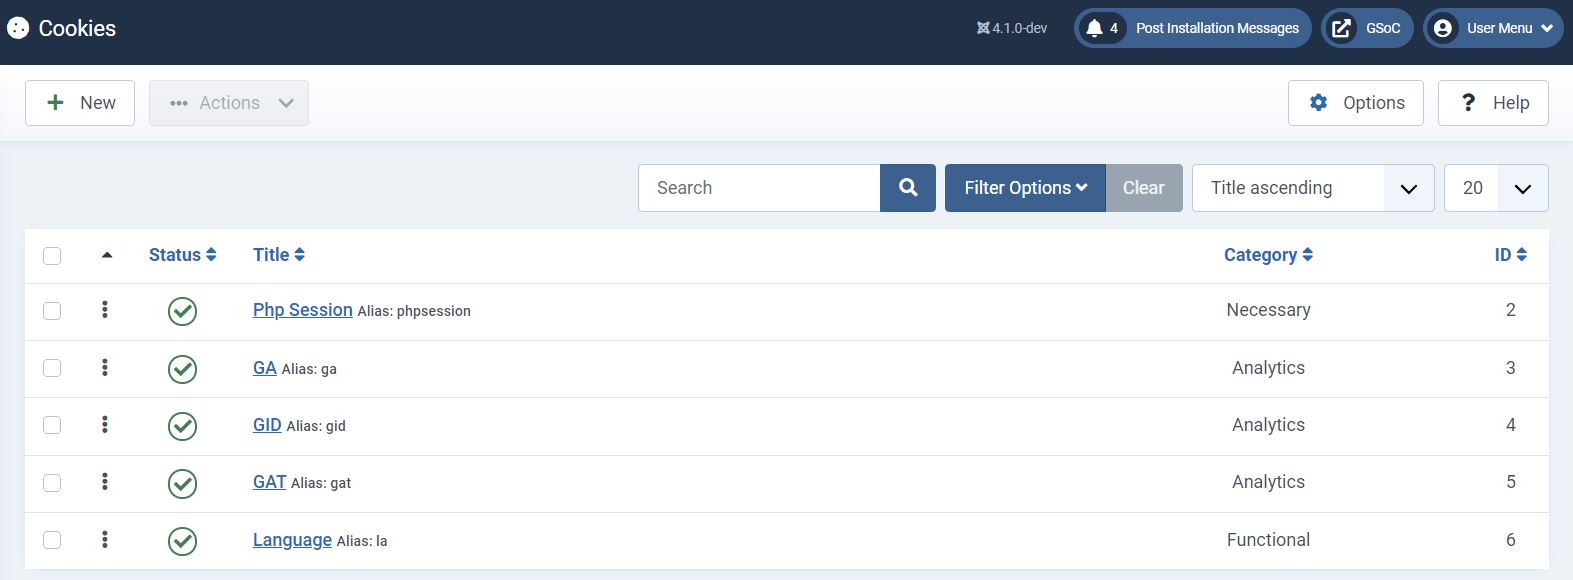 Cookies 4.1.0-dev 4 Post Installation Messages GSoC User Menu
New Actions Options Help
Search Filter Options Clear Title ascending 20
Status Title Category ID
Php Session Alias: phpsession Necessary 2
GA Alias: ga Analytics 3
GID Alias: gid Analytics 4
GAT Alias: gat Analytics 5
Language Alias: la Functional 6